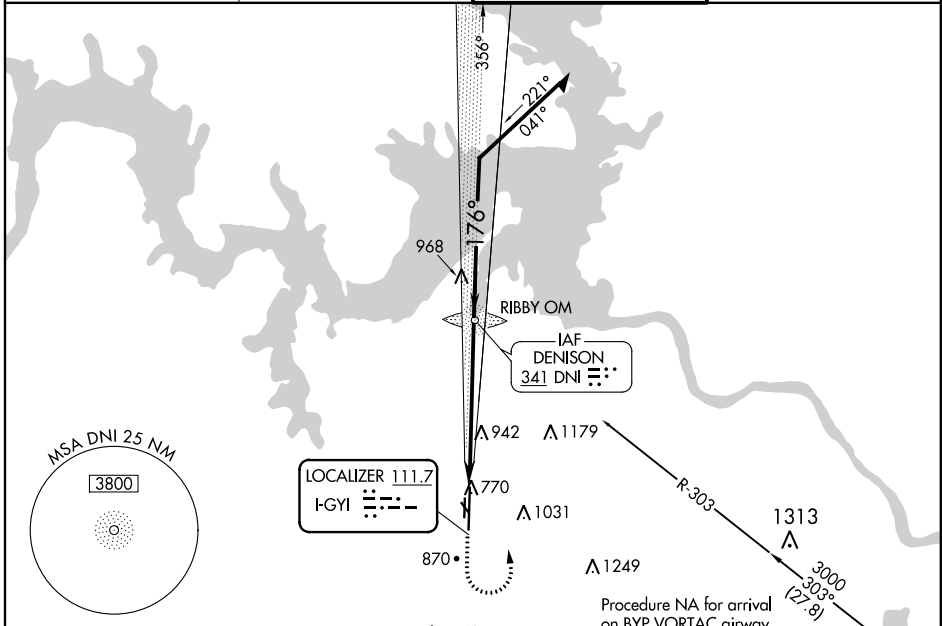 356°
221°
041°
176°
968
RIBBY OM
IAF
DENISON
341 DNI
942
1179
MSA DNI 25 NM
3800
LOCALIZER 111.7
I-GYI
770
1031
R-303
1313
870
1249
3000
303°
(27.8)
Procedure NA for arrival
on BYP VORTAC airway